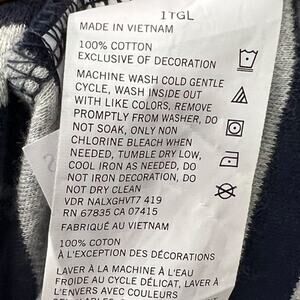 1TGL
MADE IN VIETNAM
100% COTTON
EXCLUSIVE OF DECORATION
MACHINE WASH COLD GENTLE
CYCLE, WASH INSIDE OUT
WITH LIKE COLORS, REMOVE
PROMPTLY FROM WASHER, DO
NOT SOAK, ONLY NON
CHLORINE BLEACH WHEN
NEEDED, TUMBLE DRY LOW,
COOL IRON AS NEEDED, DO
NOT IRON DECORATION, DO
NOT DRY CLEAN
VDR NALXGHVT7 419
RN 67835 CA 07415
FABRIQUÉ AU VIETNAM
100% COTTON
À L'EXCEPTION DES DÉCORATIONS
LAVER À LA MACHINE À L'EAU
FROIDE AU CYCLE DÉLICAT, LAVER
À L'ENVERS AVEC DES COULEURS